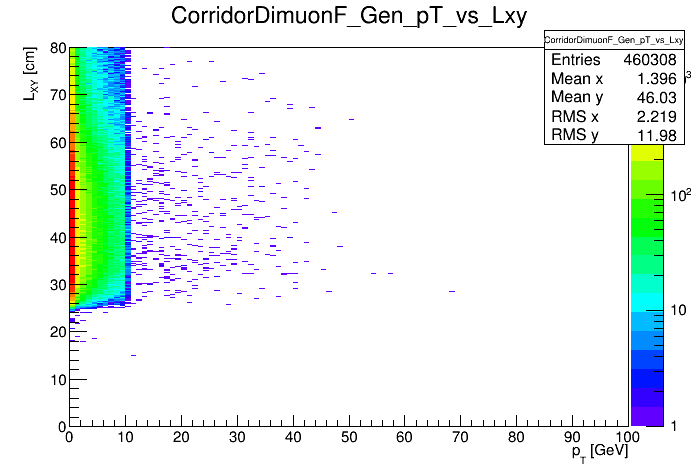 CorridorDimuonF_Gen_pT_vs_Lxy
CorridorDimuonF_Gen_pT_vs_Lxy
Entries 460308
Mean x 1.396
Mean y 46.03
RMS x 2.219
RMS y 11.98
L_XY [cm]
80
70
60
50
40
30
20
10
0
0 10 20 30 40 50 60 70 80 90 100
p_T [GeV]
3
10²
10
1